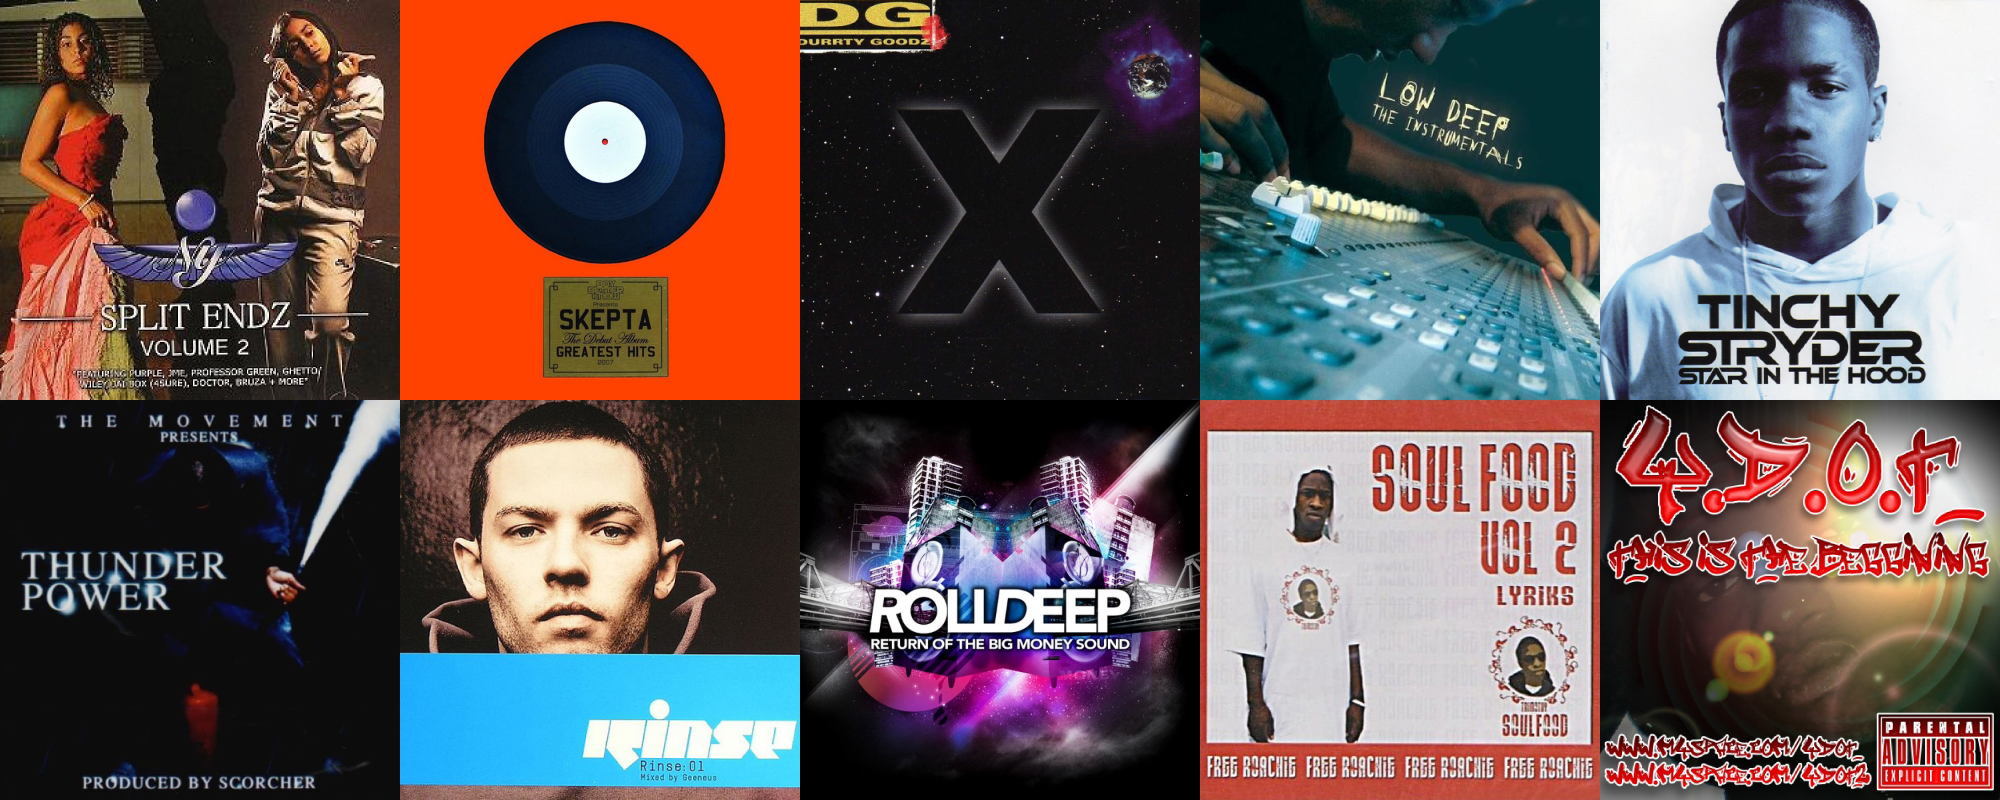 Ny
SPLIT ENDZ
VOLUME 2
"FEATURING PURPLE, JME, PROFESSOR GREEN, GHETTO/
WILEY, JAI BOX (4SURE), DOCTOR, BRUZA + MORE"
Presents
SKEPTA
The Debut Album
GREATEST HITS
2007
DG
DURRTY GOODZ
X
LOW DEEP
THE INSTRUMENTALS
TINCHY
STRYDER
STAR IN THE HOOD
THE MOVEMENT
PRESENTS
THUNDER
POWER
PRODUCED BY SCORCHER
Rinse
Rinse:01
Mixed by Geeneus
ROLLDEEP
RETURN OF THE BIG MONEY SOUND
SOUL FOOD
VOL 2
LYRIKS
SOULFOOD
FREE ROACHIE FREE ROACHIE FREE ROACHIE FREE ROACHIE
4.D.O.T_
THIS IS THE BEGGINING
WWW.MYSPACE.COM/4DOT_
WWW.MYSPACE.COM/4DOT2
PARENTAL
ADVISORY
EXPLICIT CONTENT